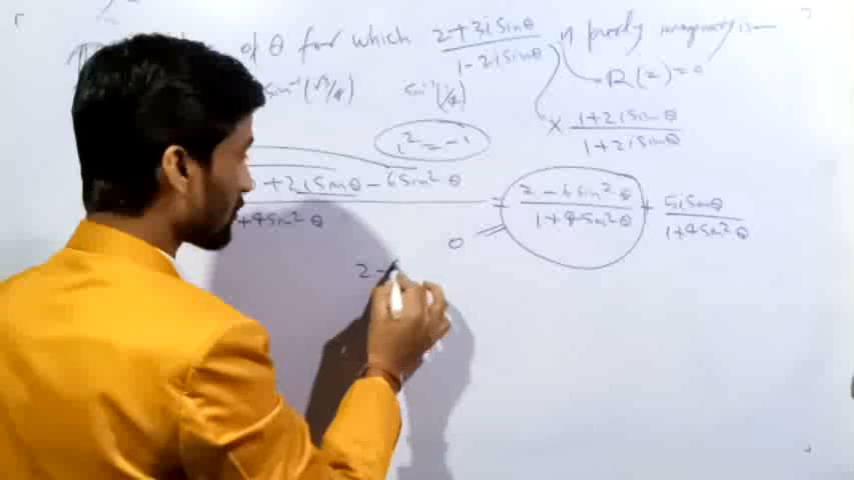 of θ for which (2+3i Sinθ)/(1-2i Sinθ) purely imaginary is
sin⁻¹(√3/4) sin⁻¹(1/4) R(z)=0
i²=-1 × (1+2i Sinθ)/(1+2i Sinθ)
+2i Sinθ - 6Sin²θ = (2-6Sin²θ)/(1+4Sin²θ) + 5i Sinθ/(1+4Sin²θ)
+4Sin²θ
0 =
2-